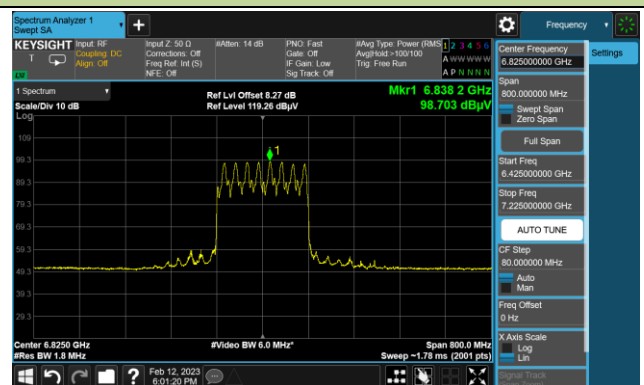 Spectrum Analyzer 1
Swept SA
+
Frequency
KEYSIGHT
Input: RF
Coupling: DC
Align: Off
Input Z: 50 Ω
Corrections: Off
Freq Ref: Int (S)
NFE: Off
#Atten: 14 dB
PNO: Fast
Gate: Off
IF Gain: Low
Sig Track: Off
#Avg Type: Power (RMS
Avg|Hold:>100/100
Trig: Free Run
1 2 3 4 5 6
A W W W W W
A P N N N N
T
LW
Center Frequency
6.825000000 GHz
Settings
Span
800.000000 MHz
Swept Span
Zero Span
Full Span
Start Freq
6.425000000 GHz
Stop Freq
7.225000000 GHz
AUTO TUNE
CF Step
80.000000 MHz
Auto
Man
Freq Offset
0 Hz
X Axis Scale
Log
Lin
Signal Track
1 Spectrum
Scale/Div 10 dB
Log
Ref Lvl Offset 8.27 dB
Ref Level 119.26 dBµV
Mkr1 6.838 2 GHz
98.703 dBµV
1
109
99.3
89.3
79.3
69.3
59.3
49.3
39.3
29.3
Center 6.8250 GHz
#Res BW 1.8 MHz
#Video BW 6.0 MHz*
Span 800.0 MHz
Sweep ~1.78 ms (2001 pts)
?
Feb 12, 2023
6:01:20 PM